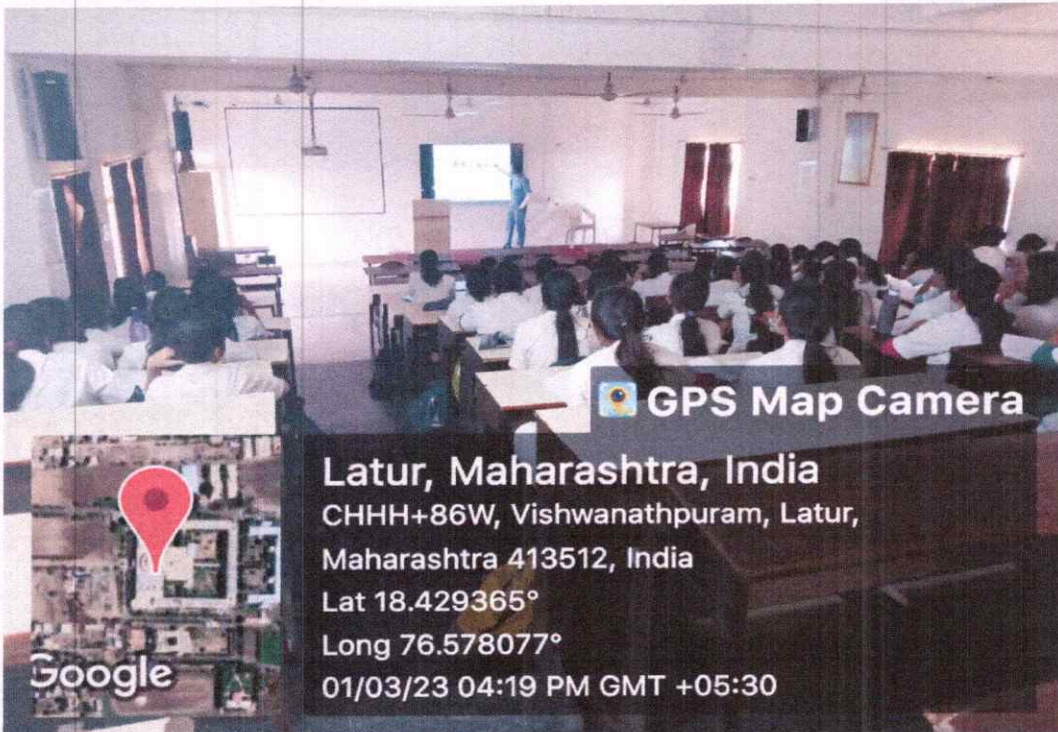 GPS Map Camera
Latur, Maharashtra, India
CHHH+86W, Vishwanathpuram, Latur,
Maharashtra 413512, India
Lat 18.429365°
Long 76.578077°
01/03/23 04:19 PM GMT +05:30
Google